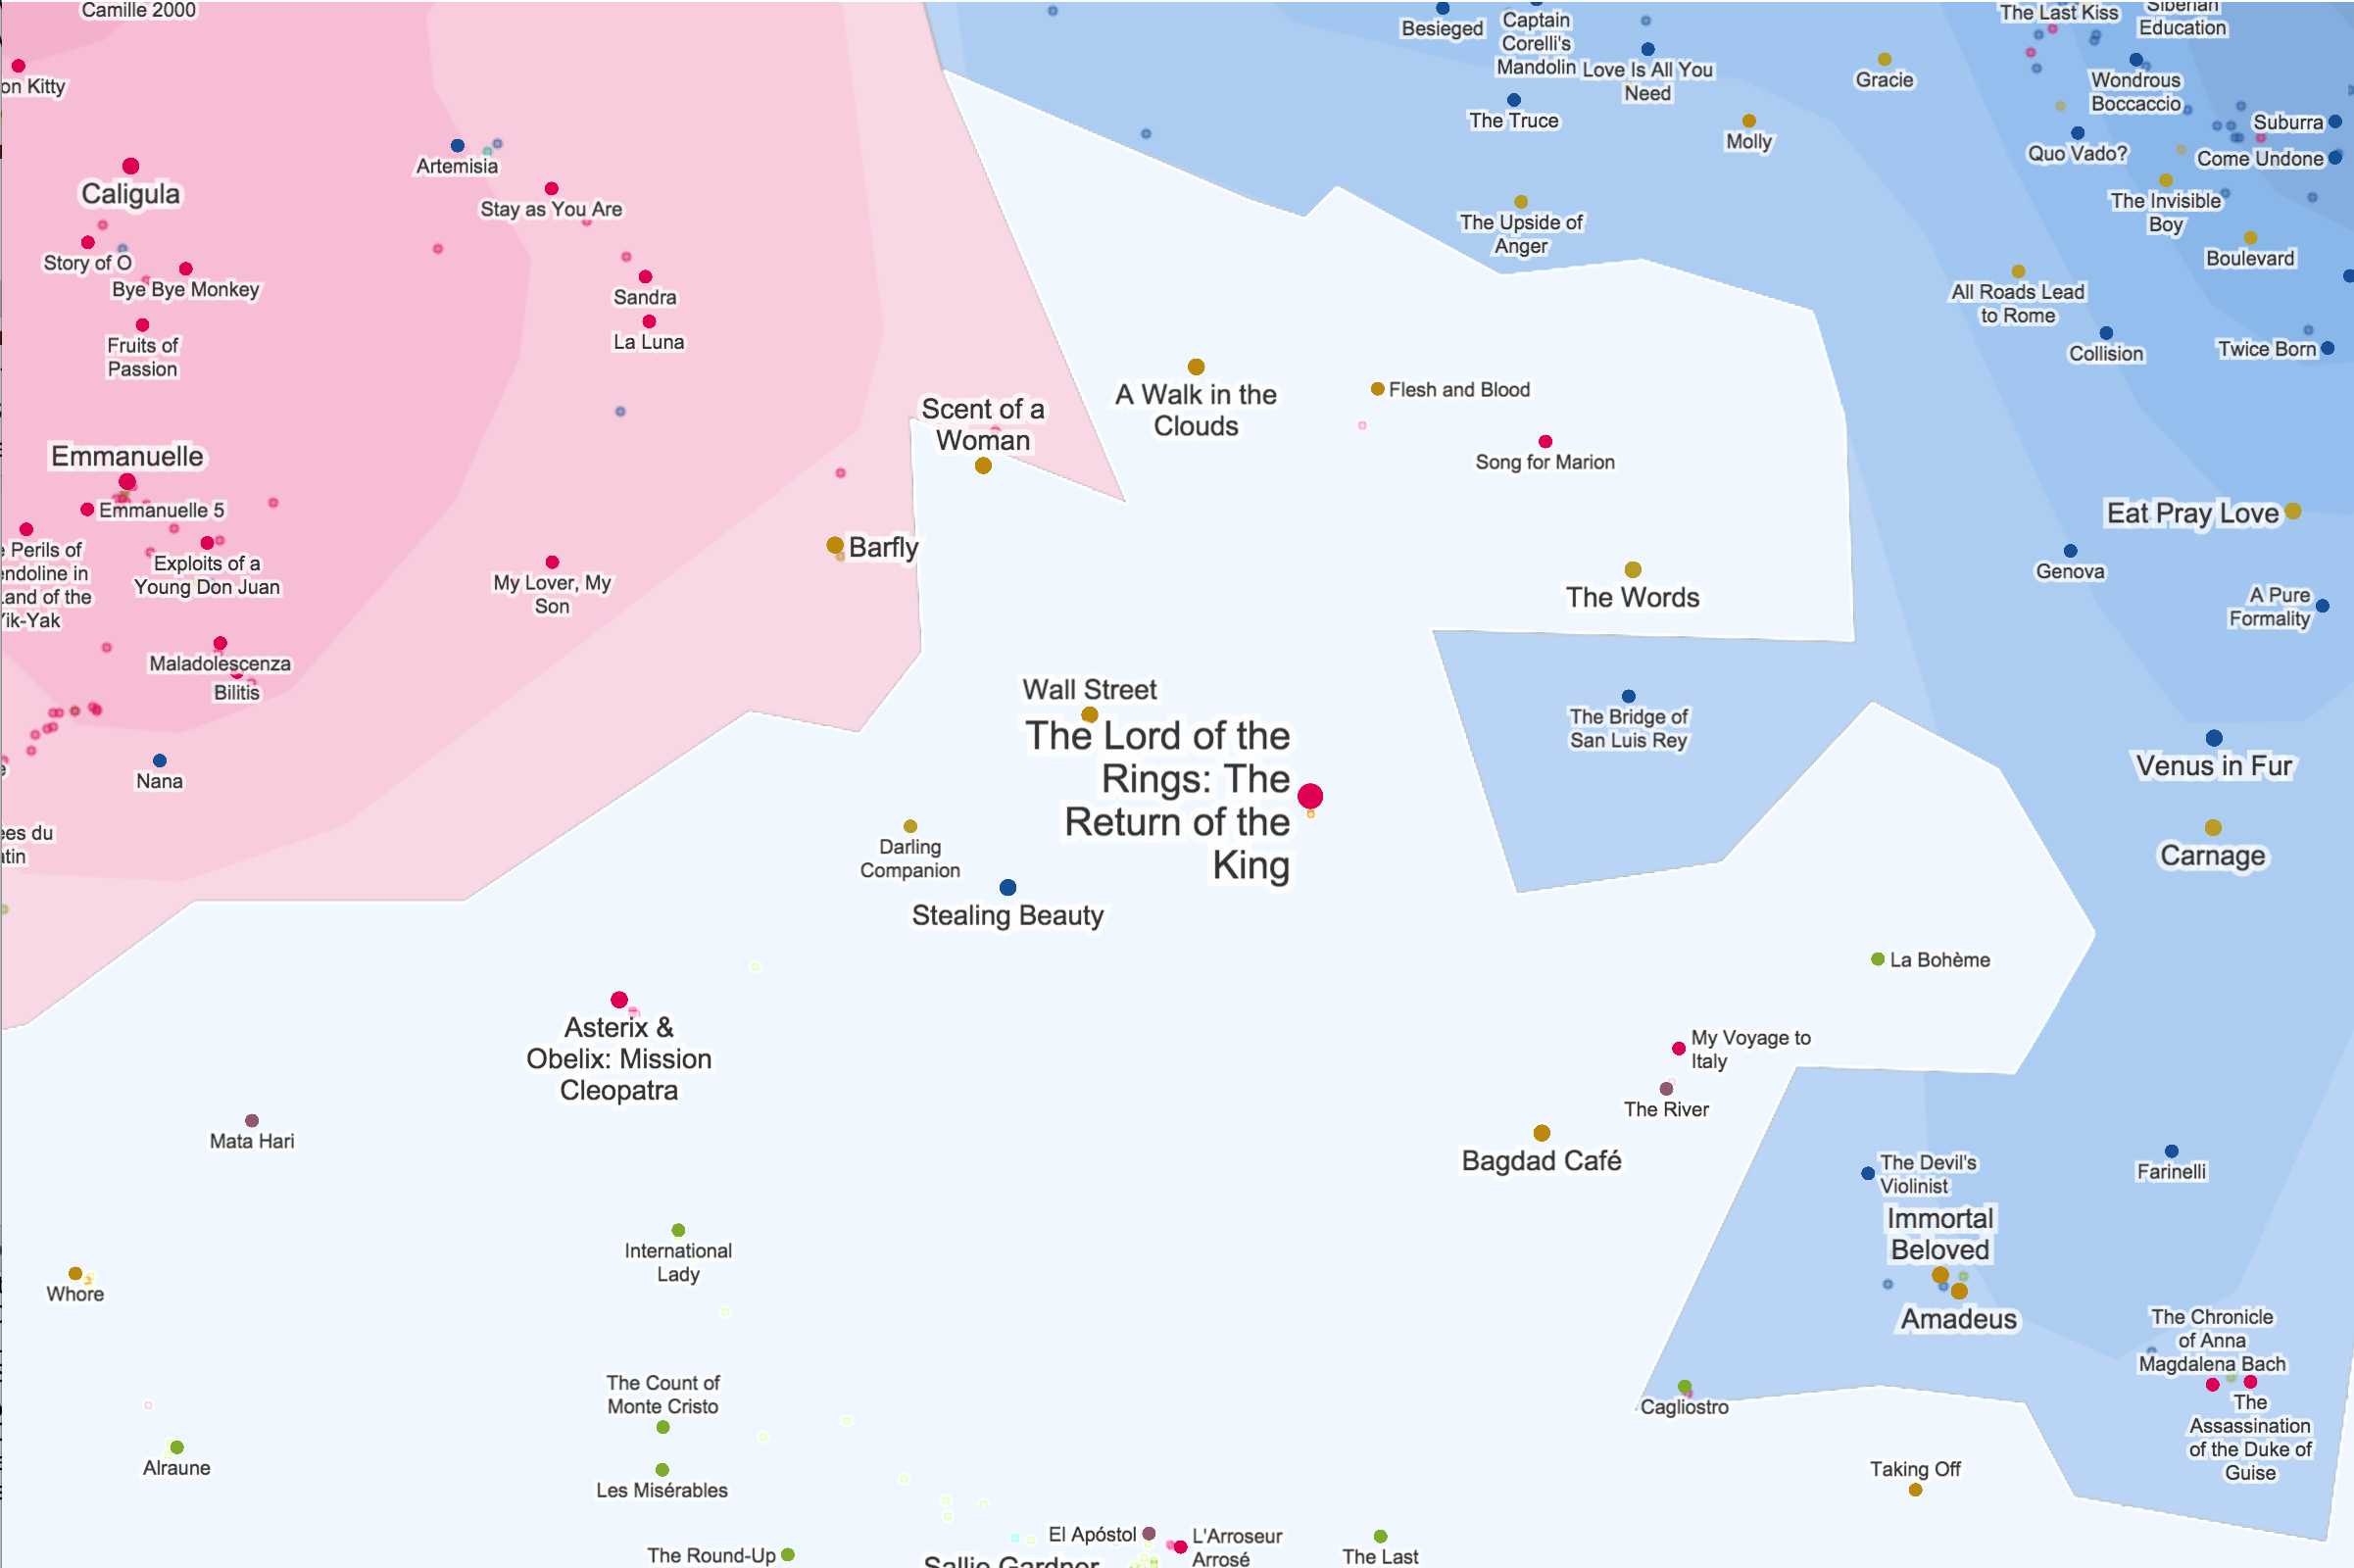 Camille 2000
on Kitty
Caligula
Story of O
Bye Bye Monkey
Fruits of
Passion
Emmanuelle
Emmanuelle 5
Perils of
endoline in
Land of the
Yik-Yak
Exploits of a
Young Don Juan
Maladolescenza
Bilitis
Nana
Artemisia
Stay as You Are
Sandra
La Luna
My Lover, My
Son
Scent of a
Woman
Barfly
Besieged
Captain
Corelli's
Mandolin
Love Is All You
Need
The Truce
Molly
Gracie
The Upside of
Anger
The Last Kiss
Siberian
Education
Wondrous
Boccaccio
Suburra
Quo Vado?
Come Undone
The Invisible
Boy
Boulevard
All Roads Lead
to Rome
Collision
Twice Born
A Walk in the
Clouds
Flesh and Blood
Song for Marion
The Words
Eat Pray Love
Genova
A Pure
Formality
Wall Street
The Lord of the
Rings: The
Return of the
King
The Bridge of
San Luis Rey
Venus in Fur
Carnage
Darling
Companion
Stealing Beauty
La Bohème
Asterix &
Obelix: Mission
Cleopatra
My Voyage to
Italy
The River
Bagdad Café
Mata Hari
The Devil's
Violinist
Farinelli
Immortal
Beloved
Amadeus
International
Lady
Whore
The Chronicle
of Anna
Magdalena Bach
The
Assassination
of the Duke of
Guise
Cagliostro
The Count of
Monte Cristo
Les Misérables
Alraune
Taking Off
The Round-Up
El Apóstol
L'Arroseur
Arrosé
The Last
Sallie Gardner